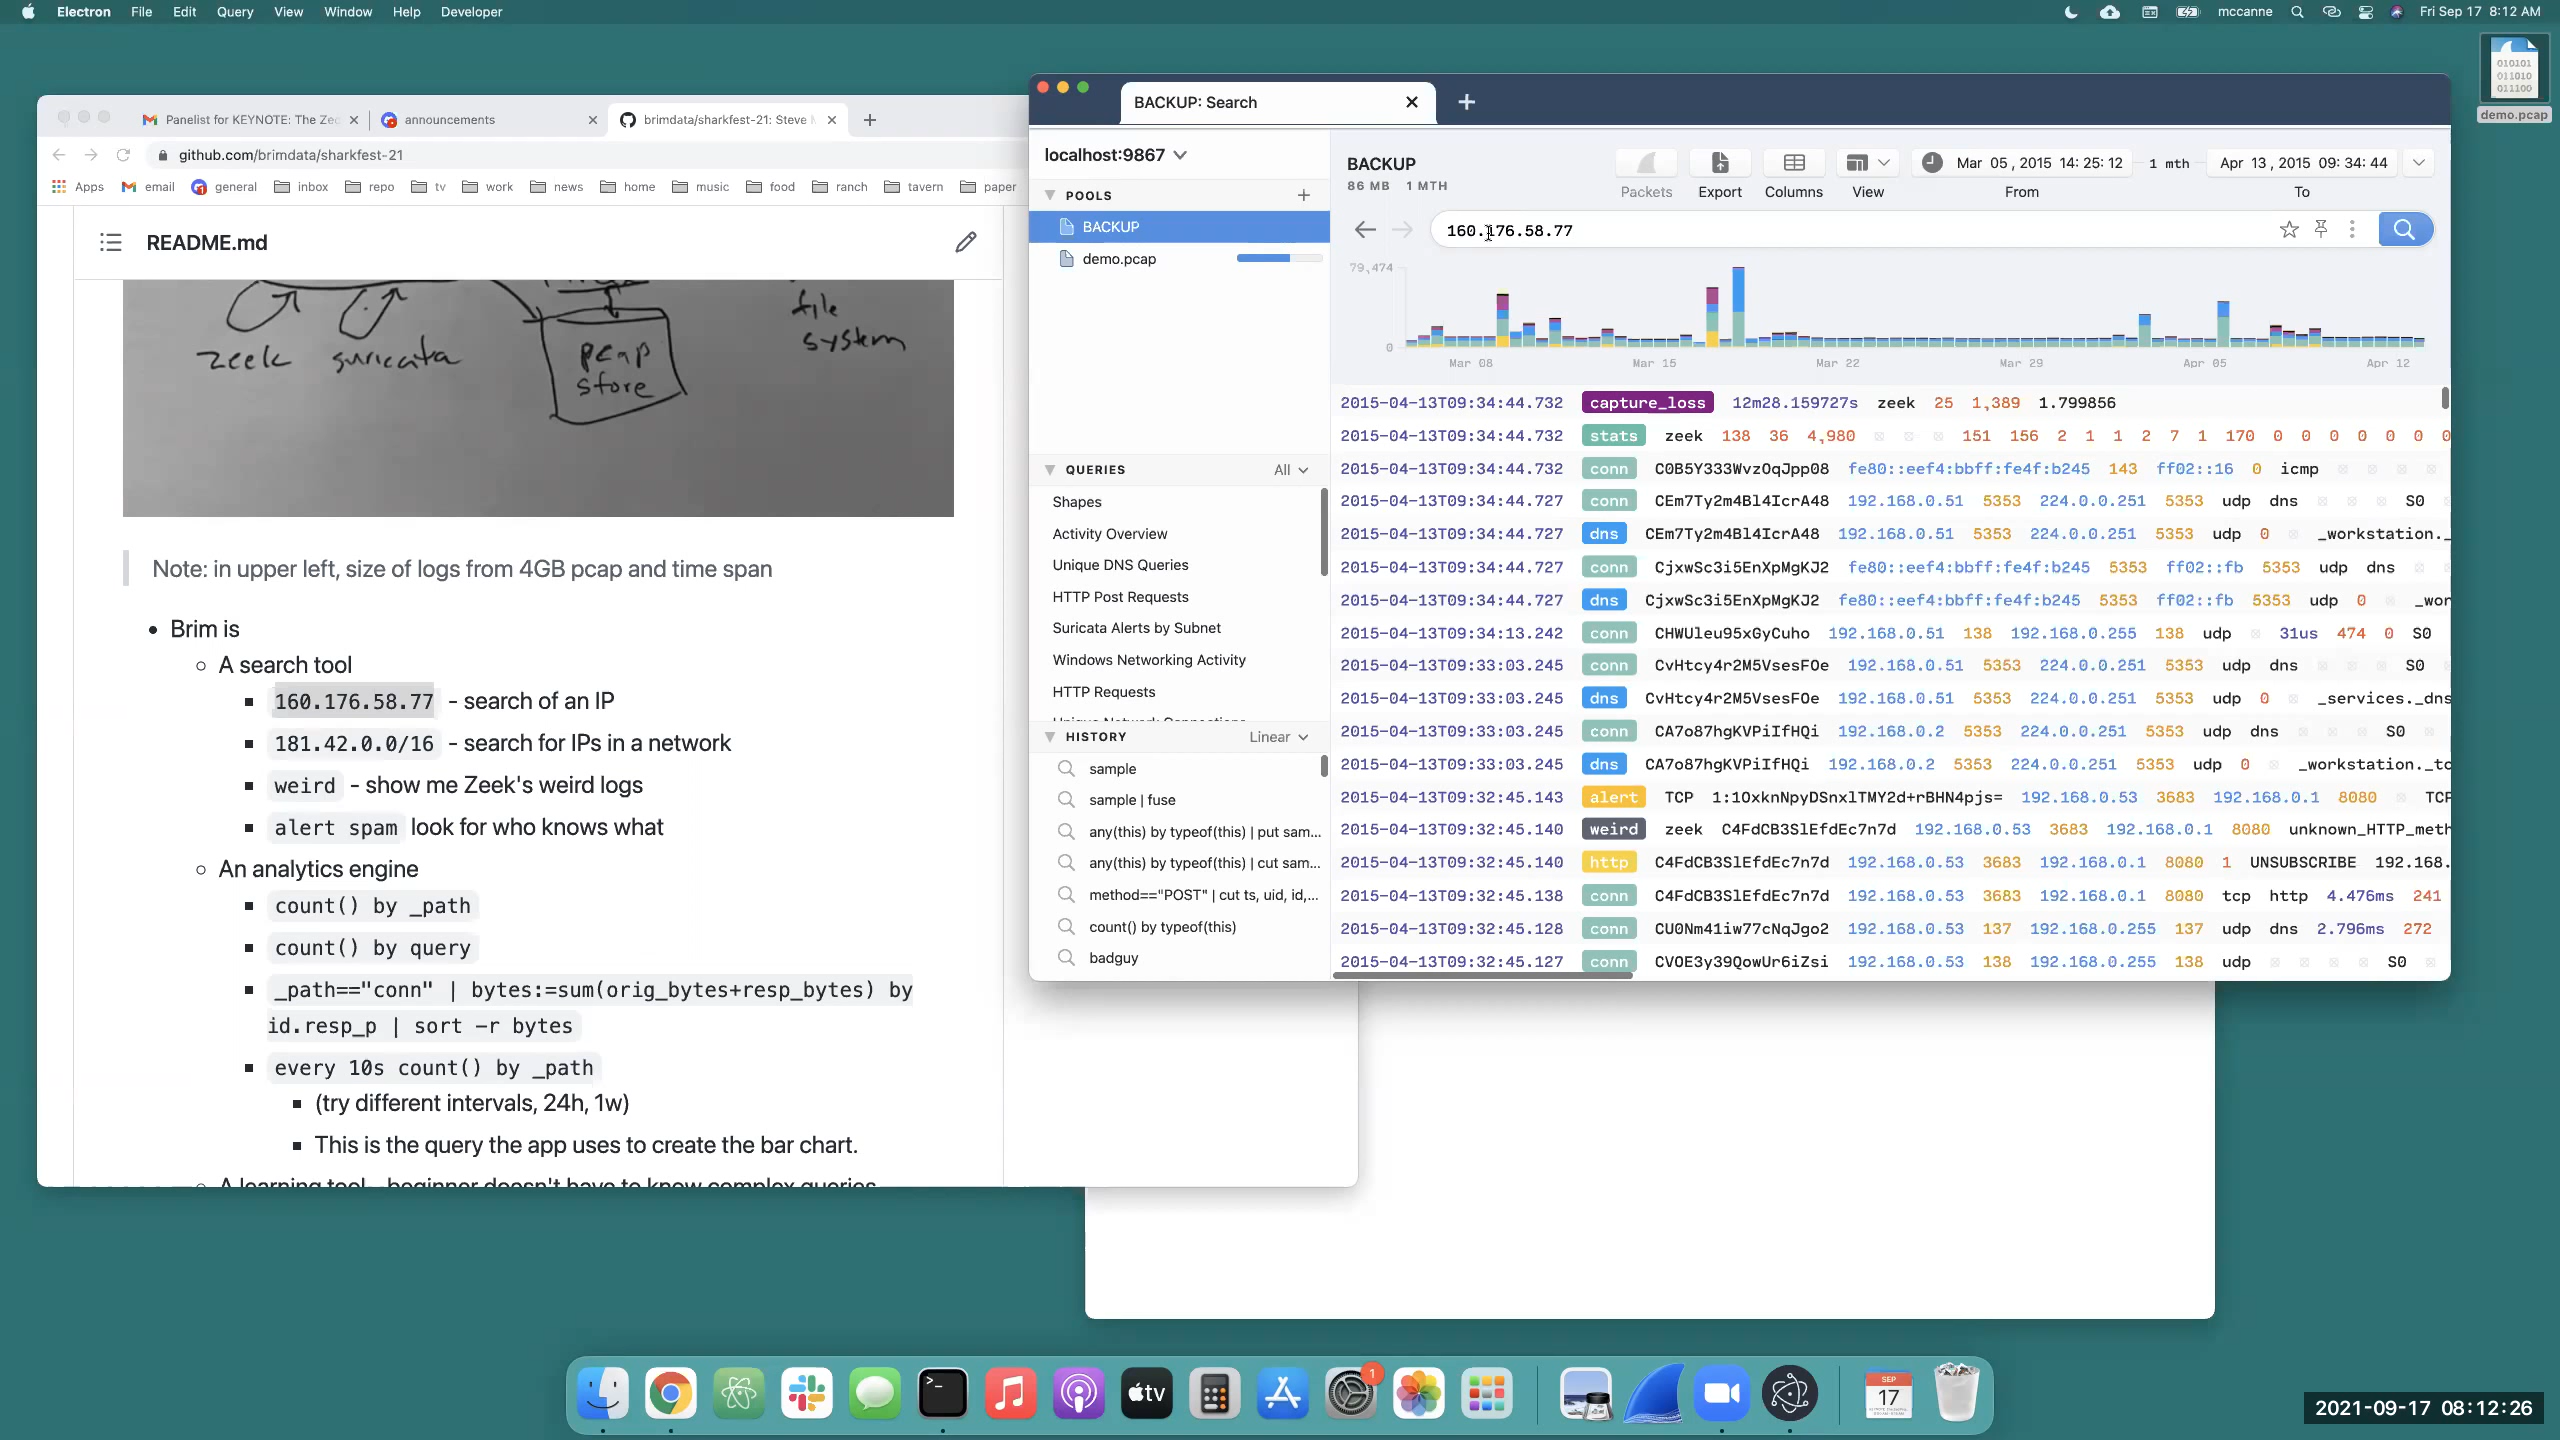 Electron File Edit Query View Window Help Developer
mccanne Fri Sep 17 8:12 AM
demo.pcap
Panelist for KEYNOTE: The Zee
announcements
brimdata/sharkfest-21: Steve M
github.com/brimdata/sharkfest-21
Apps email general inbox repo tv work news home music food ranch tavern paper
README.md
zeek suricata
pcap
store
file
system
Note: in upper left, size of logs from 4GB pcap and time span
Brim is
A search tool
160.176.58.77 - search of an IP
181.42.0.0/16 - search for IPs in a network
weird - show me Zeek's weird logs
alert spam look for who knows what
An analytics engine
count() by _path
count() by query
_path=="conn" | bytes:=sum(orig_bytes+resp_bytes) by
id.resp_p | sort -r bytes
every 10s count() by _path
(try different intervals, 24h, 1w)
This is the query the app uses to create the bar chart.
A learning tool - beginner doesn't have to know complex queries
BACKUP: Search
localhost:9867
POOLS
BACKUP
demo.pcap
QUERIES All
Shapes
Activity Overview
Unique DNS Queries
HTTP Post Requests
Suricata Alerts by Subnet
Windows Networking Activity
HTTP Requests
Unique Network Connections
HISTORY Linear
sample
sample | fuse
any(this) by typeof(this) | put sam...
any(this) by typeof(this) | cut sam...
method=="POST" | cut ts, uid, id,...
count() by typeof(this)
badguy
BACKUP
86 MB 1 MTH
Packets Export Columns View
Mar 05, 2015 14:25:12 1 mth Apr 13, 2015 09:34:44
From To
160.176.58.77
79,474
0
Mar 08 Mar 15 Mar 22 Mar 29 Apr 05 Apr 12
2015-04-13T09:34:44.732 capture_loss 12m28.159727s zeek 25 1,389 1.799856
2015-04-13T09:34:44.732 stats zeek 138 36 4,980 151 156 2 1 1 2 7 1 170 0 0 0 0 0 0 0
2015-04-13T09:34:44.732 conn C0B5Y333WvzOqJpp08 fe80::eef4:bbff:fe4f:b245 143 ff02::16 0 icmp
2015-04-13T09:34:44.727 conn CEm7Ty2m4Bl4IcrA48 192.168.0.51 5353 224.0.0.251 5353 udp dns S0
2015-04-13T09:34:44.727 dns CEm7Ty2m4Bl4IcrA48 192.168.0.51 5353 224.0.0.251 5353 udp 0 _workstation._
2015-04-13T09:34:44.727 conn CjxwSc3i5EnXpMgKJ2 fe80::eef4:bbff:fe4f:b245 5353 ff02::fb 5353 udp dns
2015-04-13T09:34:44.727 dns CjxwSc3i5EnXpMgKJ2 fe80::eef4:bbff:fe4f:b245 5353 ff02::fb 5353 udp 0 _wor
2015-04-13T09:34:13.242 conn CHWUleu95xGyCuho 192.168.0.51 138 192.168.0.255 138 udp 31us 474 0 S0
2015-04-13T09:33:03.245 conn CvHtcy4r2M5VsesFOe 192.168.0.51 5353 224.0.0.251 5353 udp dns S0
2015-04-13T09:33:03.245 dns CvHtcy4r2M5VsesFOe 192.168.0.51 5353 224.0.0.251 5353 udp 0 _services._dns
2015-04-13T09:33:03.245 conn CA7o87hgKVPiIfHQi 192.168.0.2 5353 224.0.0.251 5353 udp dns S0
2015-04-13T09:33:03.245 dns CA7o87hgKVPiIfHQi 192.168.0.2 5353 224.0.0.251 5353 udp 0 _workstation._tc
2015-04-13T09:32:45.143 alert TCP 1:1OxknNpyDSnxlTMY2d+rBHN4pjs= 192.168.0.53 3683 192.168.0.1 8080 TCP
2015-04-13T09:32:45.140 weird zeek C4FdCB3SlEfdEc7n7d 192.168.0.53 3683 192.168.0.1 8080 unknown_HTTP_meth
2015-04-13T09:32:45.140 http C4FdCB3SlEfdEc7n7d 192.168.0.53 3683 192.168.0.1 8080 1 UNSUBSCRIBE 192.168.
2015-04-13T09:32:45.138 conn C4FdCB3SlEfdEc7n7d 192.168.0.53 3683 192.168.0.1 8080 tcp http 4.476ms 241
2015-04-13T09:32:45.128 conn CU0Nm41iw77cNqJgo2 192.168.0.53 137 192.168.0.255 137 udp dns 2.796ms 272
2015-04-13T09:32:45.127 conn CVOE3y39QowUr6iZsi 192.168.0.53 138 192.168.0.255 138 udp S0
tv
1
SEP
17
2021-09-17 08:12:26